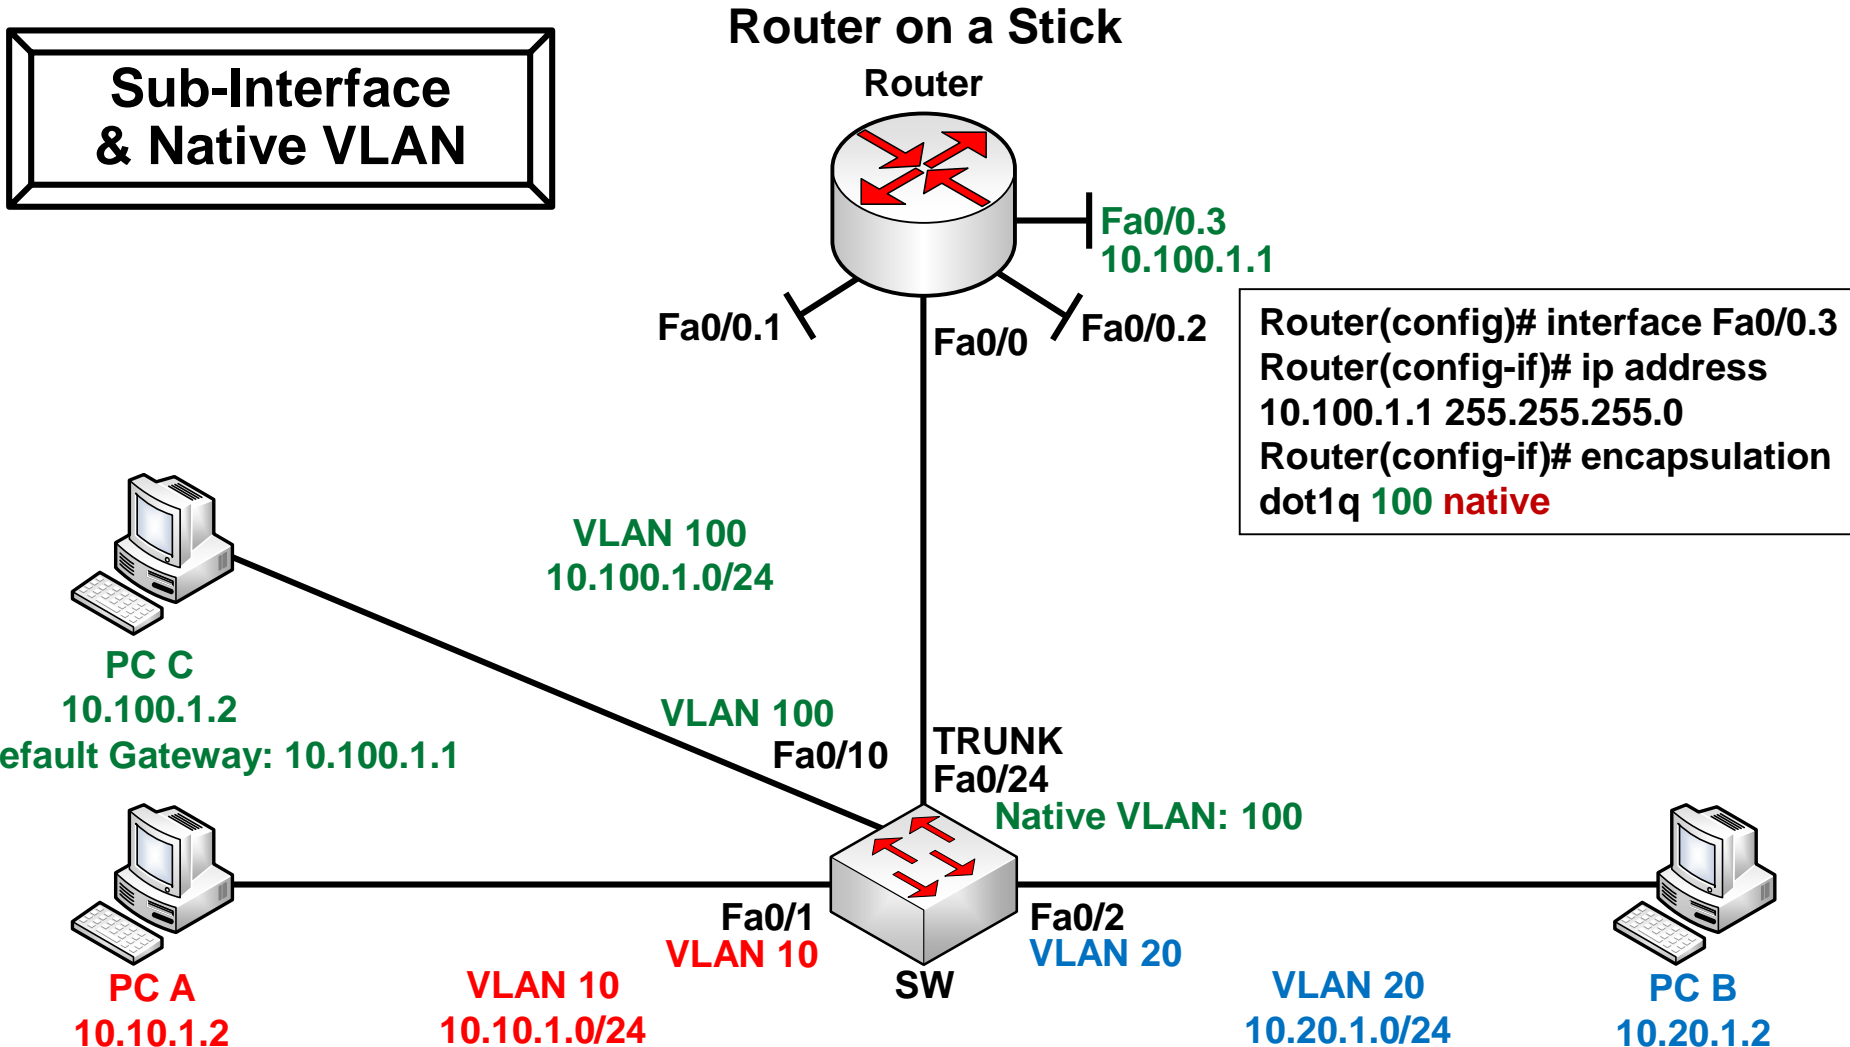 Router on a Stick
Sub-Interface
& Native VLAN
Router
Fa0/0.3
10.100.1.1
Fa0/0.1
Fa0/0
Fa0/0.2
Router(config)# interface Fa0/0.3
Router(config-if)# ip address
10.100.1.1 255.255.255.0
Router(config-if)# encapsulation
dot1q 100 native
VLAN 100
10.100.1.0/24
PC C
10.100.1.2
efault Gateway: 10.100.1.1
VLAN 100
Fa0/10
TRUNK
Fa0/24
Native VLAN: 100
Fa0/1
VLAN 10
Fa0/2
VLAN 20
SW
PC A
10.10.1.2
VLAN 10
10.10.1.0/24
VLAN 20
10.20.1.0/24
PC B
10.20.1.2